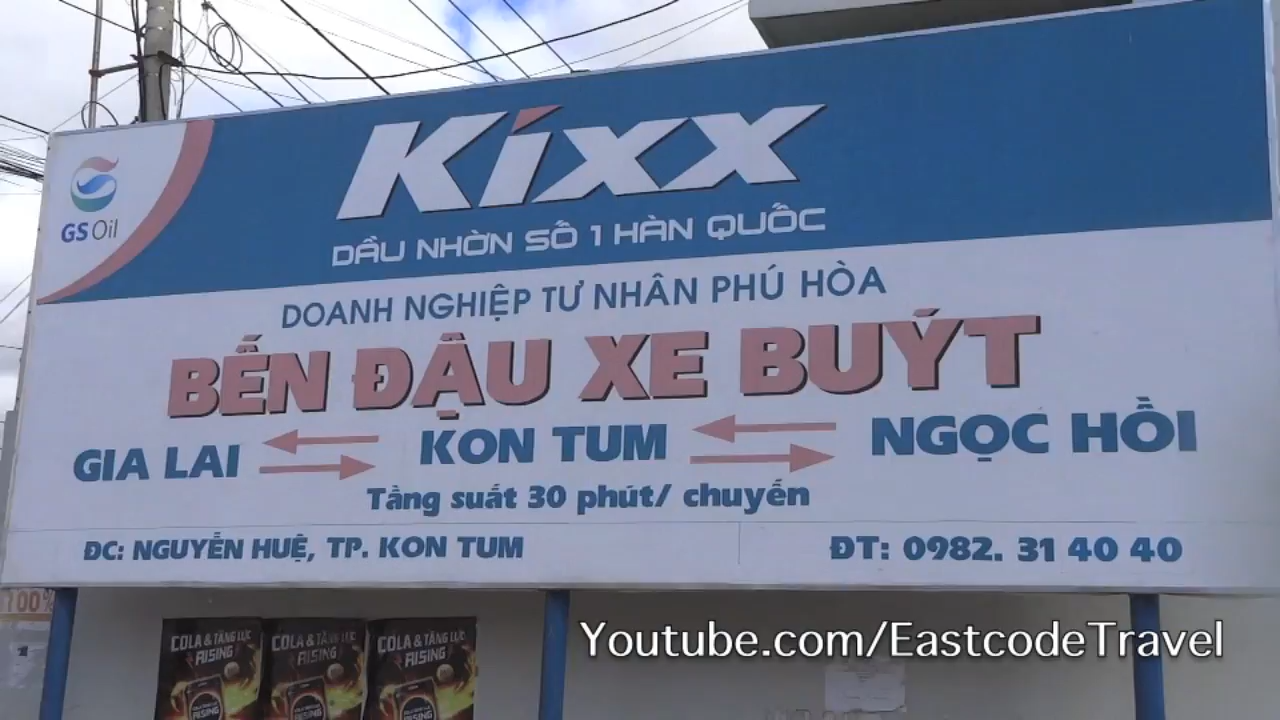 Kixx
GS Oil
DẦU NHỜN SỐ 1 HÀN QUỐC
DOANH NGHIỆP TƯ NHÂN PHÚ HÒA
BẾN ĐẬU XE BUÝT
GIA LAI KON TUM NGỌC HỒI
Tầng suất 30 phút/ chuyến
ĐC: NGUYỄN HUỆ, TP. KON TUM ĐT: 0982. 31 40 40
100%
COLA & TĂNG LỰC RISING
COLA & TĂNG LỰC RISING
COLA & TĂNG LỰC RISING
Youtube.com/EastcodeTravel